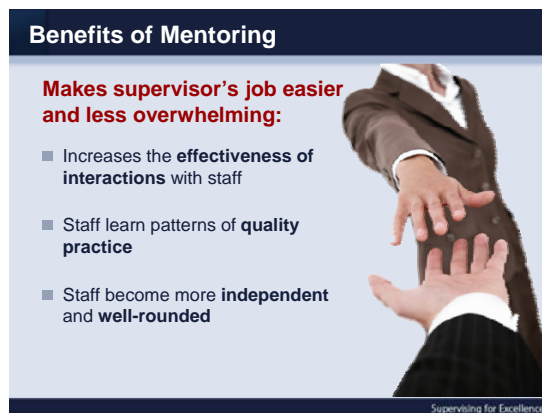 Benefits of Mentoring
Makes supervisor's job easier
and less overwhelming:
Increases the effectiveness of
interactions with staff
Staff learn patterns of quality
practice
Staff become more independent
and well-rounded
Supervising for Excellence